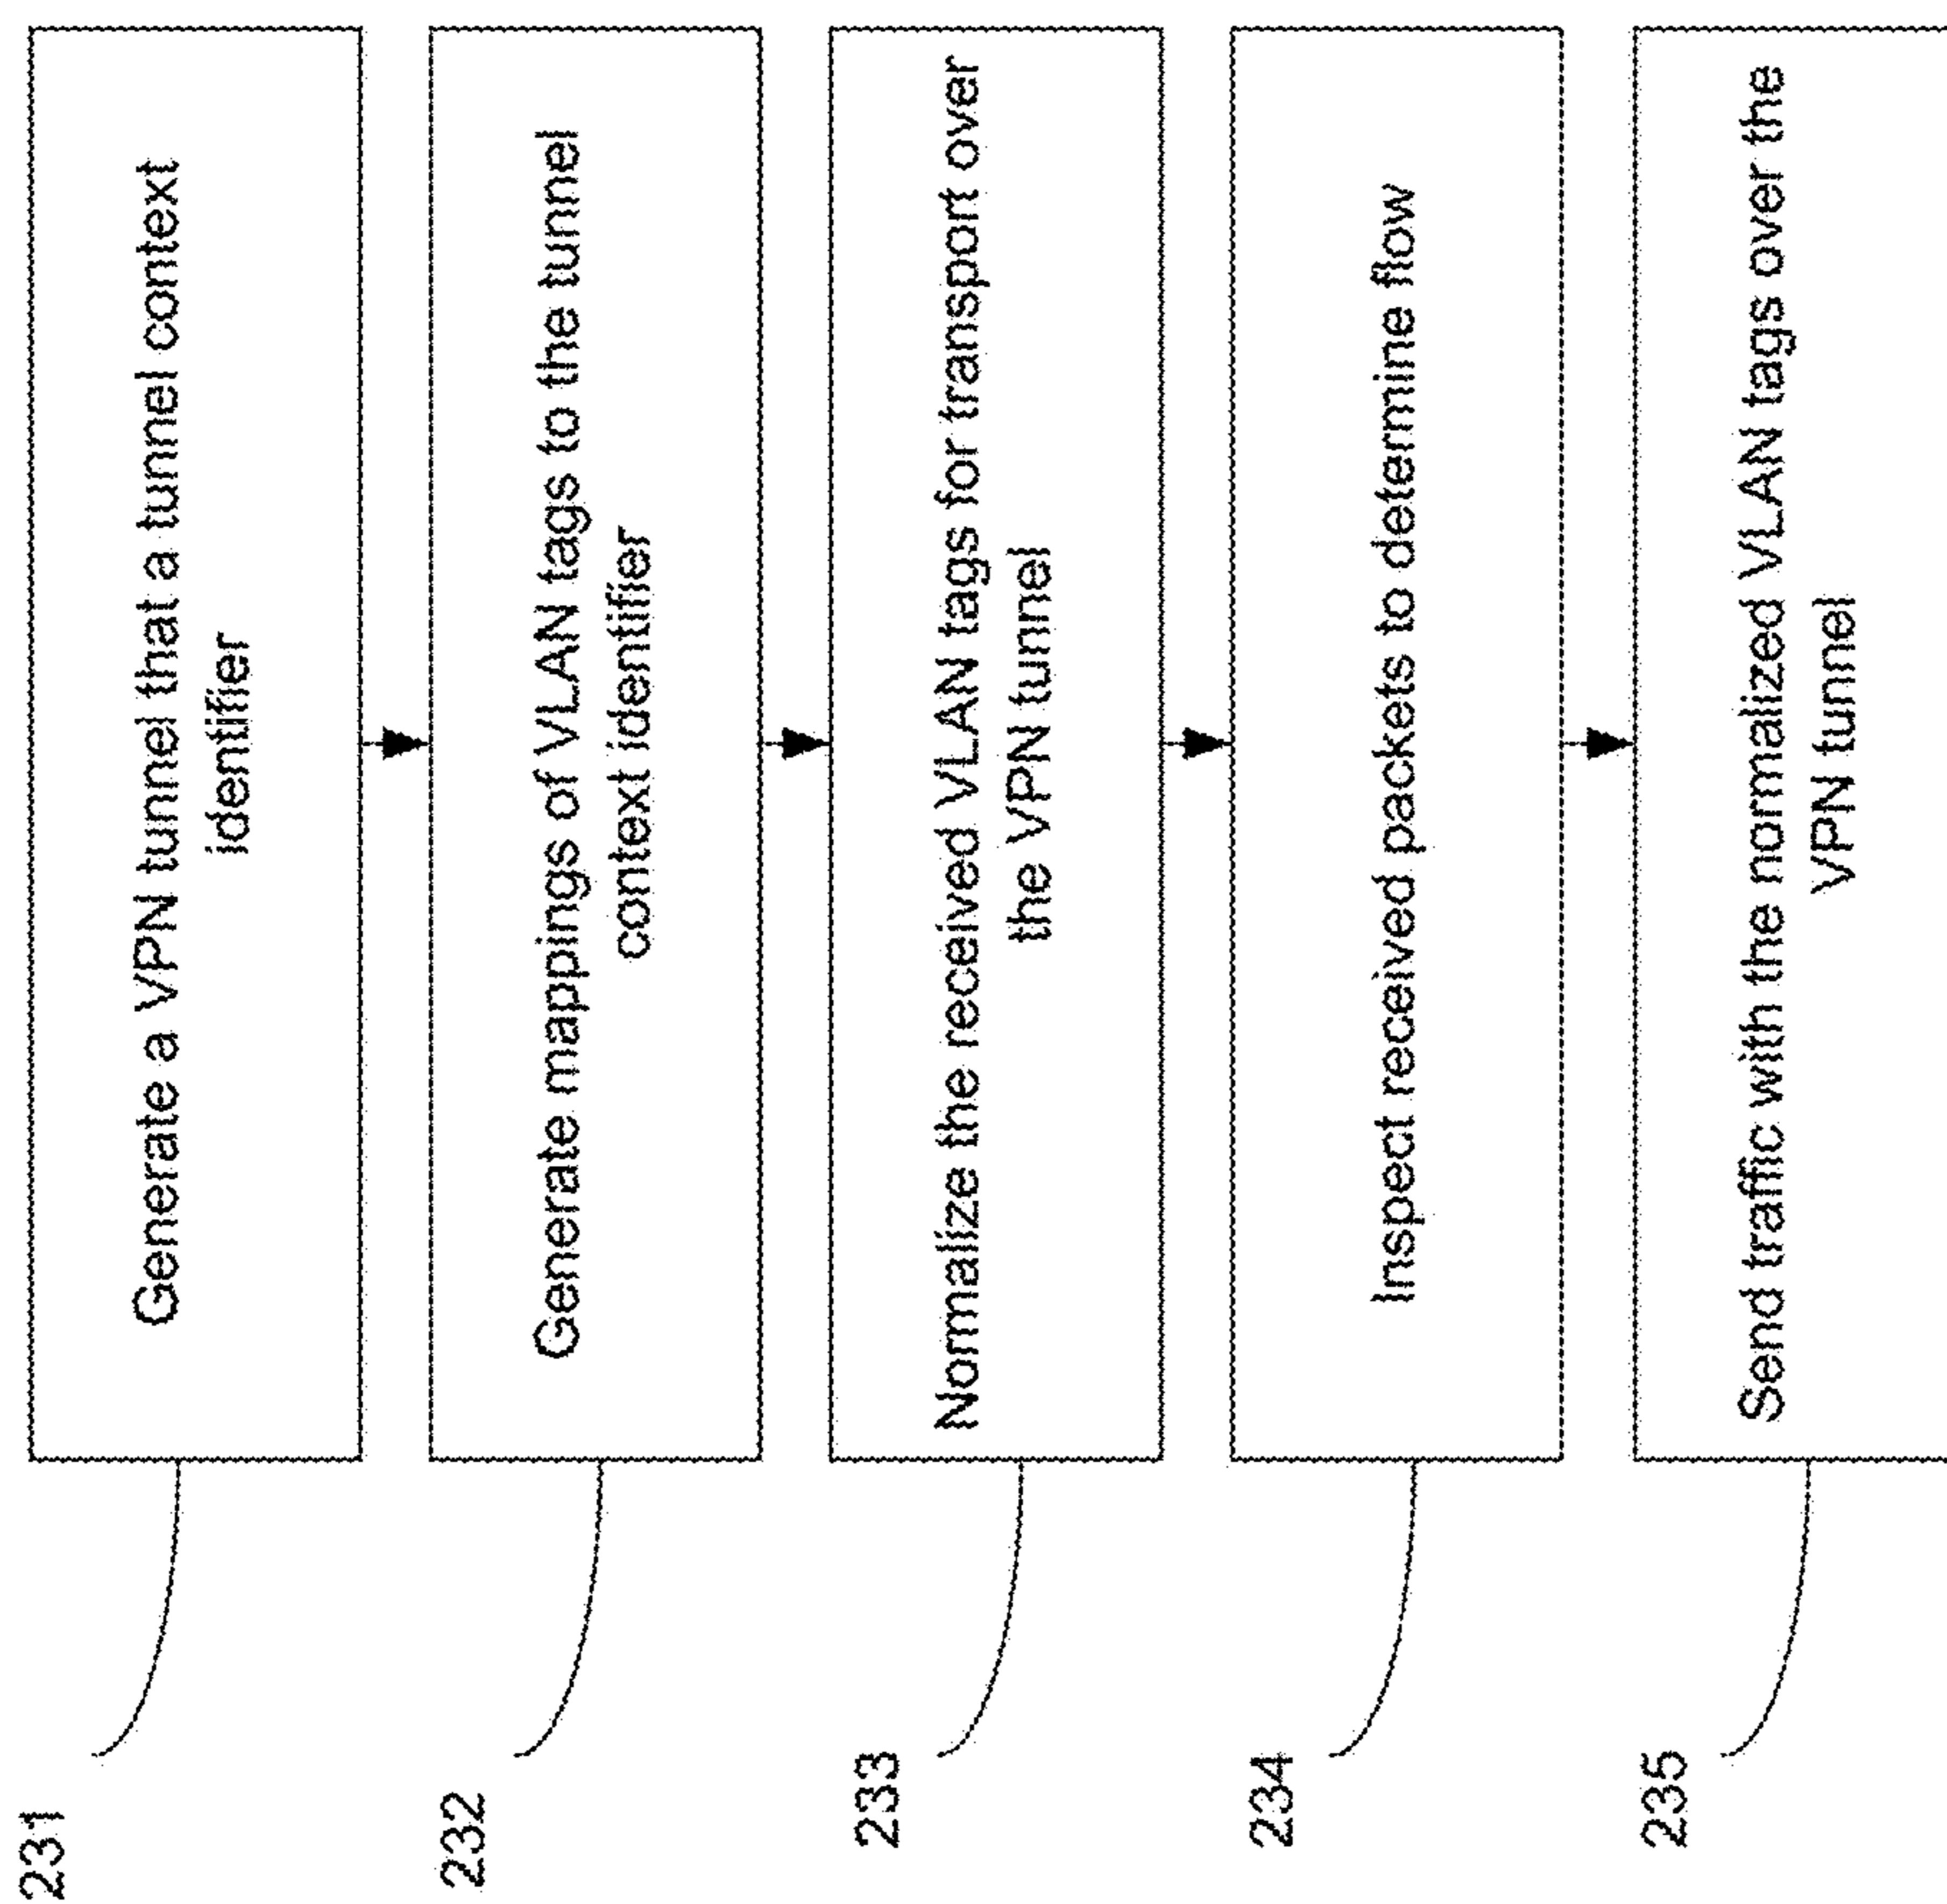 231
Generate a VPN tunnel that a tunnel context
identifier
232
Generate mappings of VLAN tags to the tunnel
context identifier
233
Normalize the received VLAN tags for transport over
the VPN tunnel
234
Inspect received packets to determine flow
235
Send traffic with the normalized VLAN tags over the
VPN tunnel